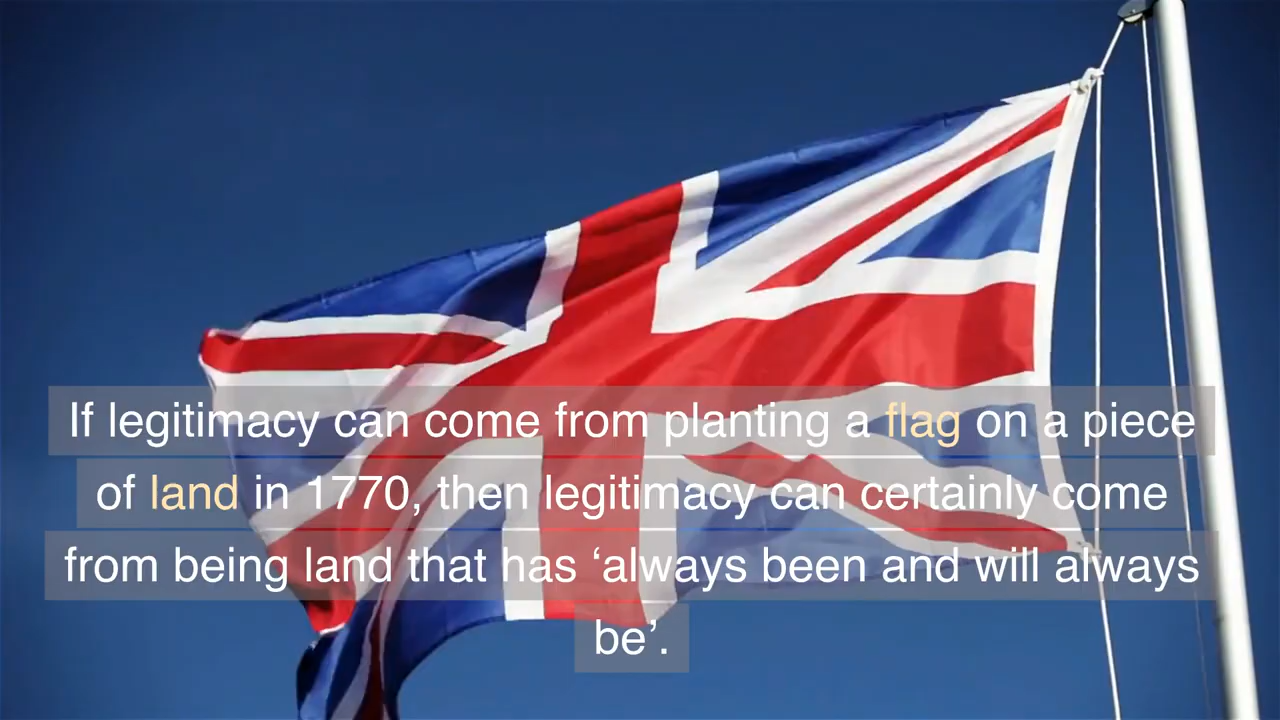 If legitimacy can come from planting a flag on a piece
of land in 1770, then legitimacy can certainly come
from being land that has ‘always been and will always
be’.